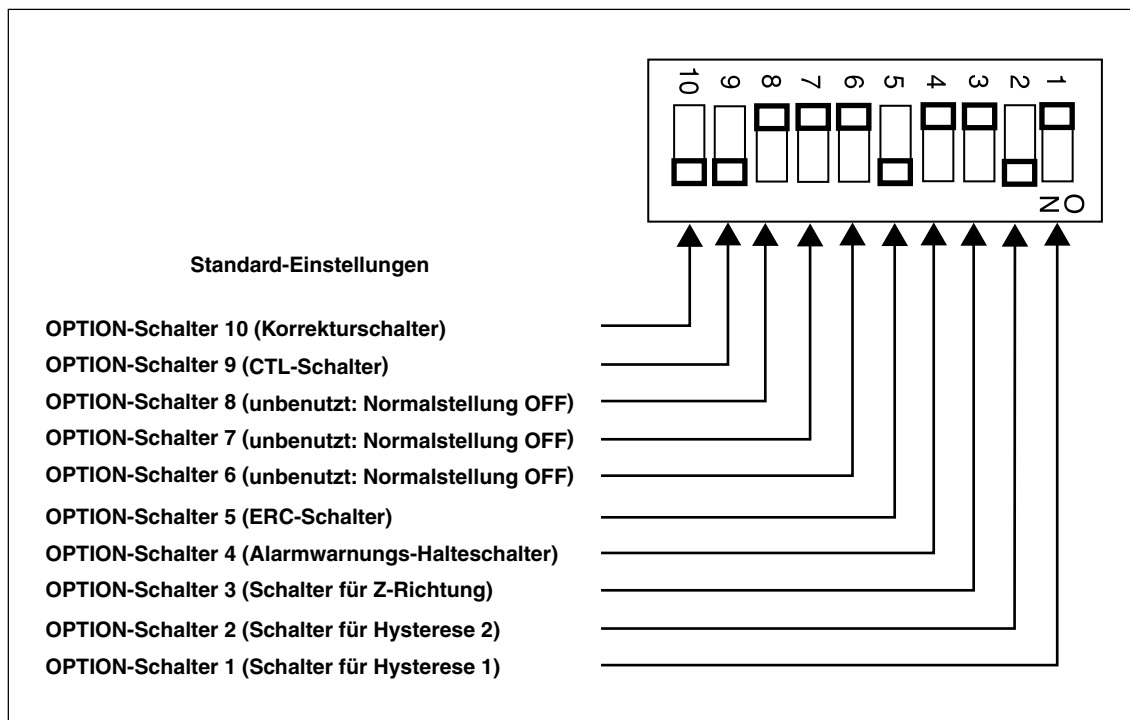 10 9 8 7 6 5 4 3 2 1
ON
Standard-Einstellungen
OPTION-Schalter 10 (Korrekturschalter)
OPTION-Schalter 9 (CTL-Schalter)
OPTION-Schalter 8 (unbenutzt: Normalstellung OFF)
OPTION-Schalter 7 (unbenutzt: Normalstellung OFF)
OPTION-Schalter 6 (unbenutzt: Normalstellung OFF)
OPTION-Schalter 5 (ERC-Schalter)
OPTION-Schalter 4 (Alarmwarnungs-Halteschalter)
OPTION-Schalter 3 (Schalter für Z-Richtung)
OPTION-Schalter 2 (Schalter für Hysterese 2)
OPTION-Schalter 1 (Schalter für Hysterese 1)